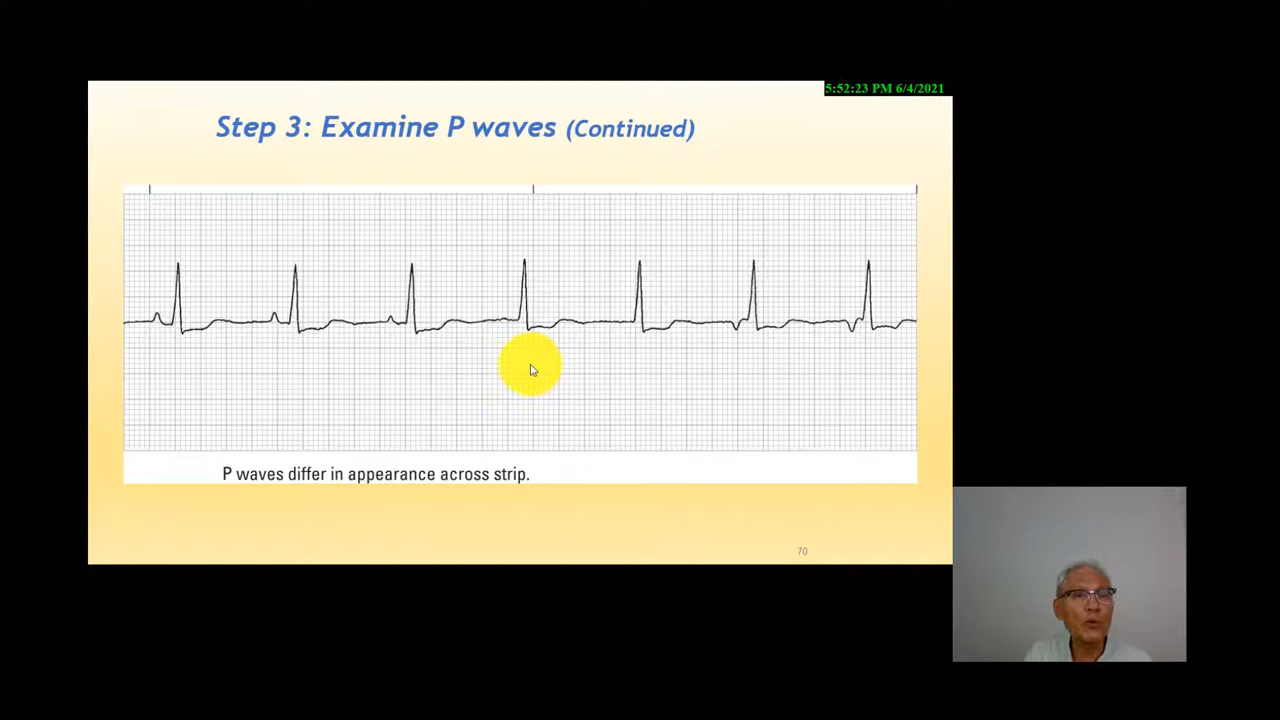 5:52:23 PM 6/4/2021
Step 3: Examine P waves (Continued)
P waves differ in appearance across strip.
70